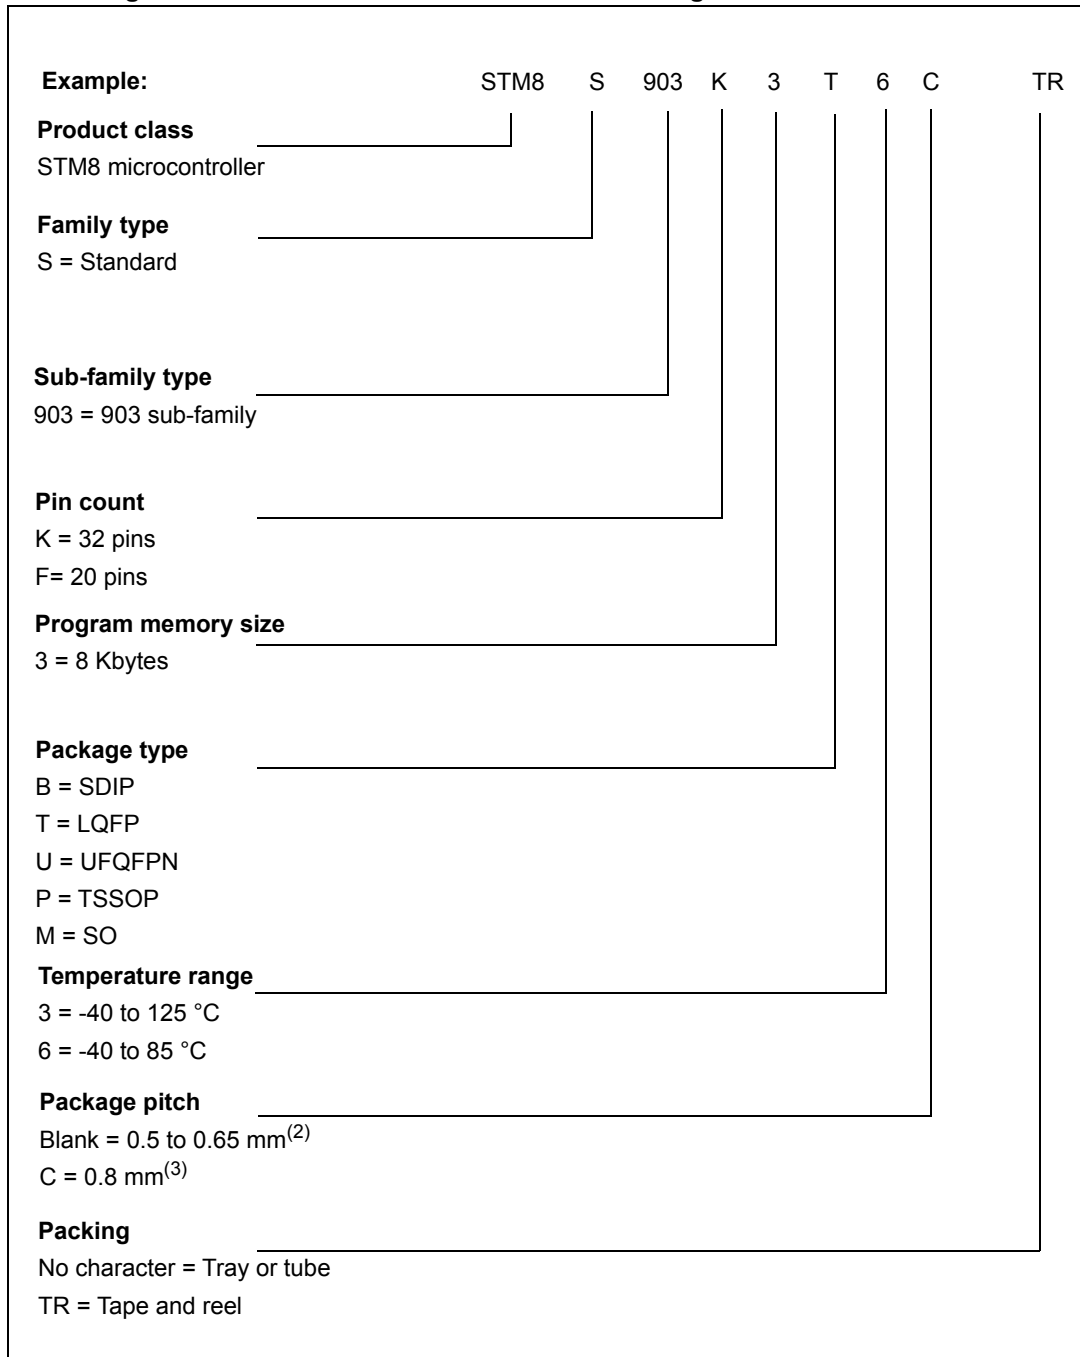 Example: STM8 S 903 K 3 T 6 C TR
Product class
STM8 microcontroller
Family type
S = Standard
Sub-family type
903 = 903 sub-family
Pin count
K = 32 pins
F= 20 pins
Program memory size
3 = 8 Kbytes
Package type
B = SDIP
T = LQFP
U = UFQFPN
P = TSSOP
M = SO
Temperature range
3 = -40 to 125 °C
6 = -40 to 85 °C
Package pitch
Blank = 0.5 to 0.65 mm(2)
C = 0.8 mm(3)
Packing
No character = Tray or tube
TR = Tape and reel